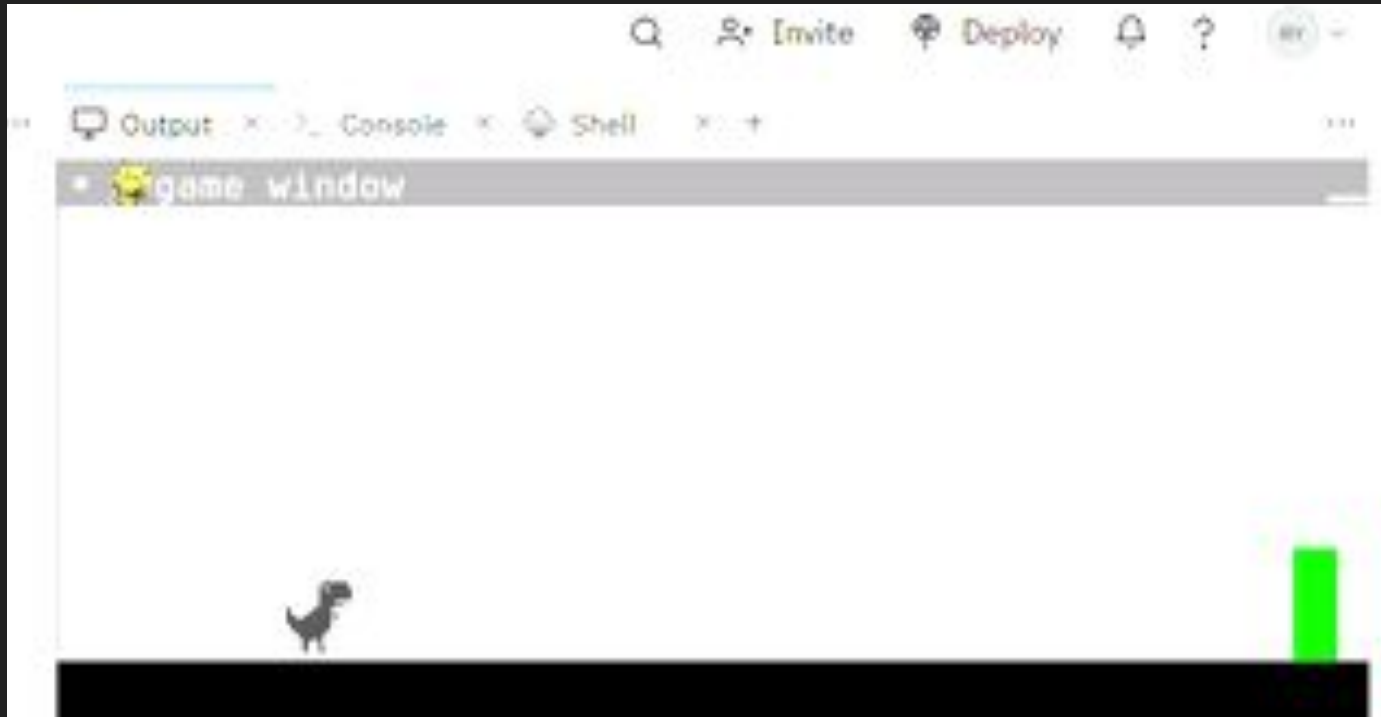 Invite Deploy ?
Output × >_ Console × Shell × +
game window